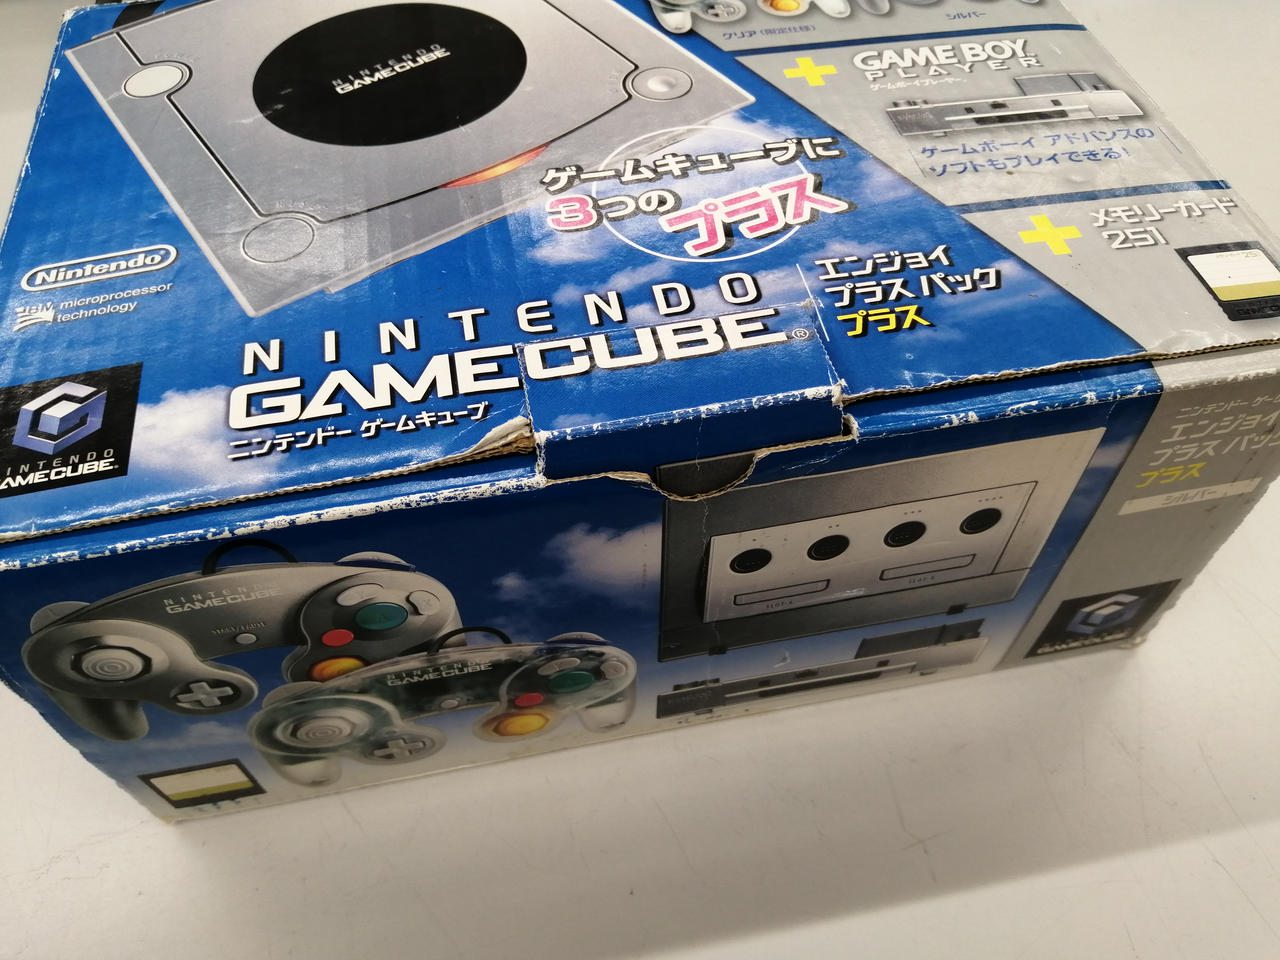 シルバー
クリア (限定仕様)
NINTENDO
GAMECUBE
+
GAME BOY
PLAYER
ゲームボーイプレーヤー
ゲームボーイ アドバンスの
ソフトもプレイできる!
+
メモリーカード
251
ゲームキューブに
3つの
プラス
Nintendo®
IBM microprocessor
technology
NINTENDO
GAMECUBE®
ニンテンドー ゲームキューブ
エンジョイ
プラス パック
プラス
NINTENDO
GAMECUBE
エンジョイ
プラス パック
プラス
シルバー
NINTENDO
GAMECUBE
START/PAUSE
NINTENDO
GAMECUBE
SLOT-A
SLOT-B
GAMECUBE